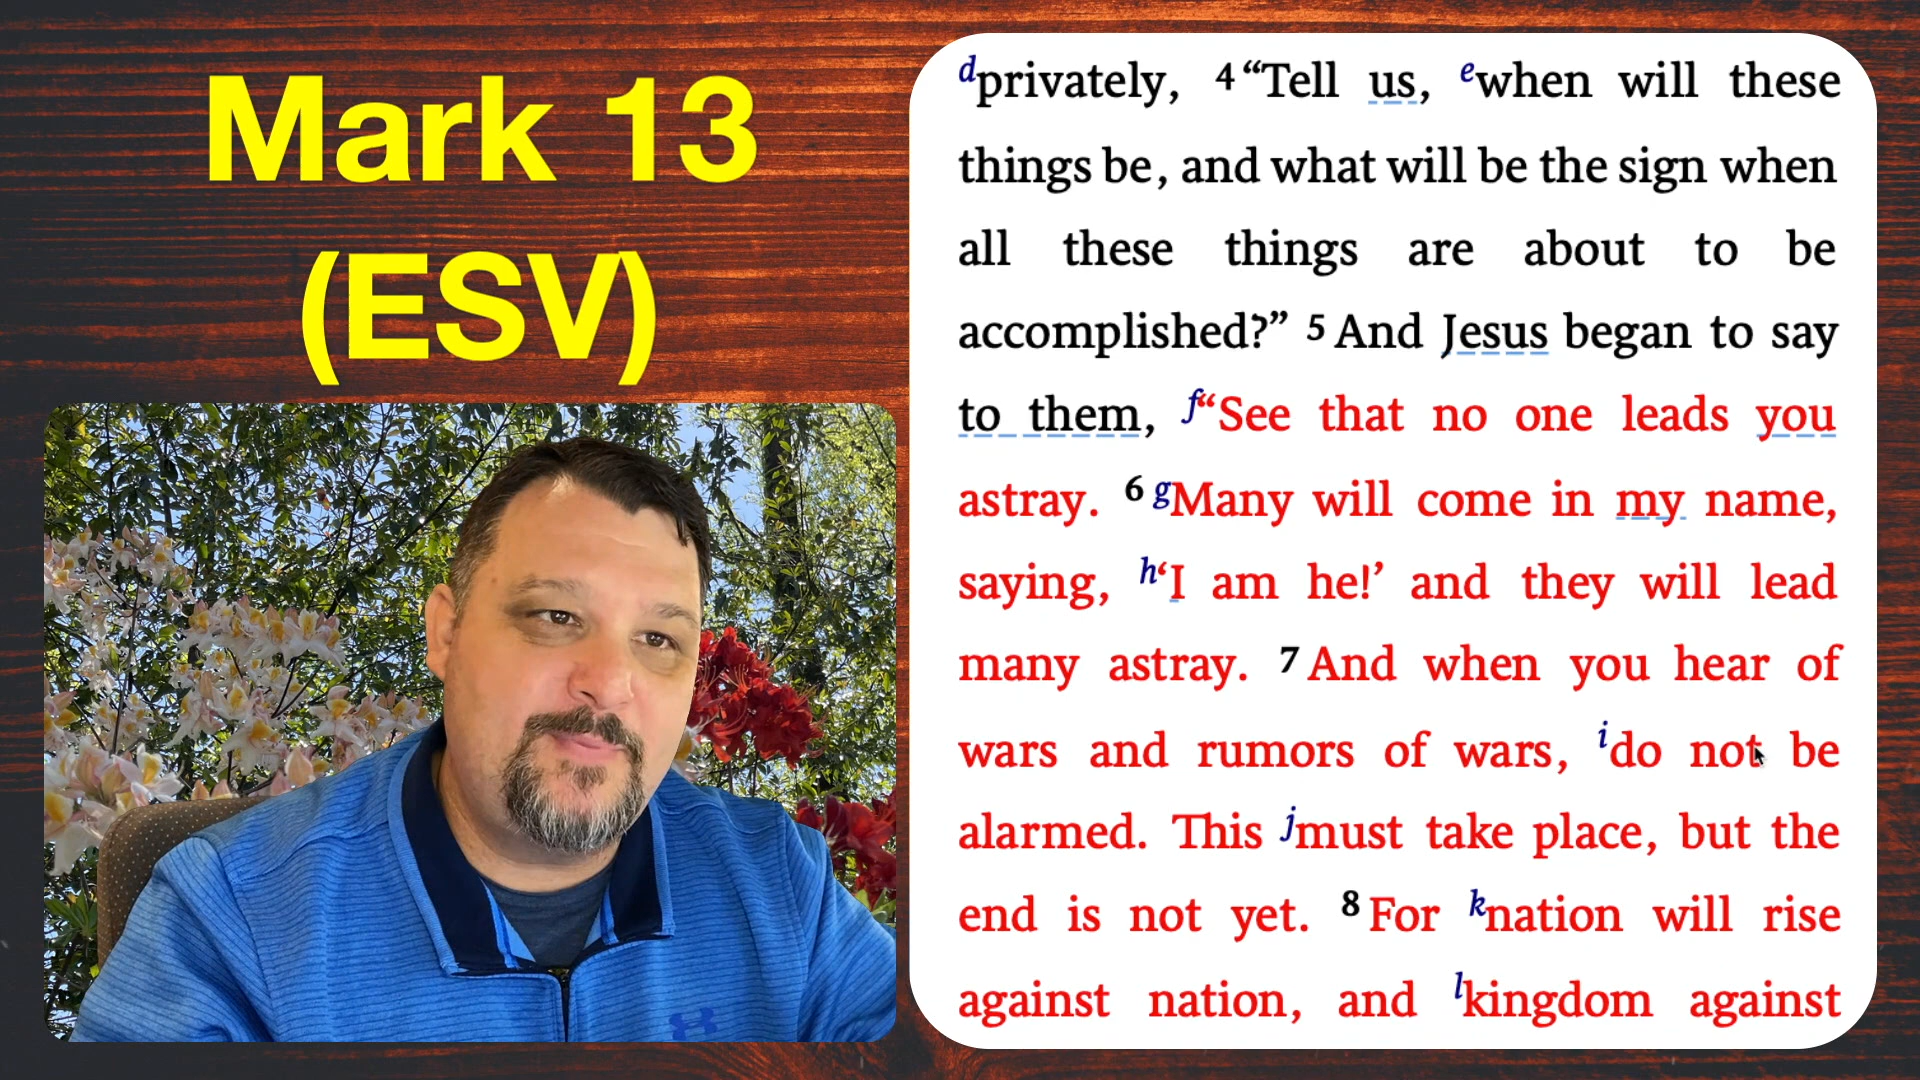 Mark 13
(ESV)
dprivately, 4 “Tell us, ewhen will these
things be, and what will be the sign when
all these things are about to be
accomplished?” 5 And Jesus began to say
to them, f“See that no one leads you
astray. 6 gMany will come in my name,
saying, h‘I am he!’ and they will lead
many astray. 7 And when you hear of
wars and rumors of wars, ido not be
alarmed. This jmust take place, but the
end is not yet. 8 For knation will rise
against nation, and lkingdom against